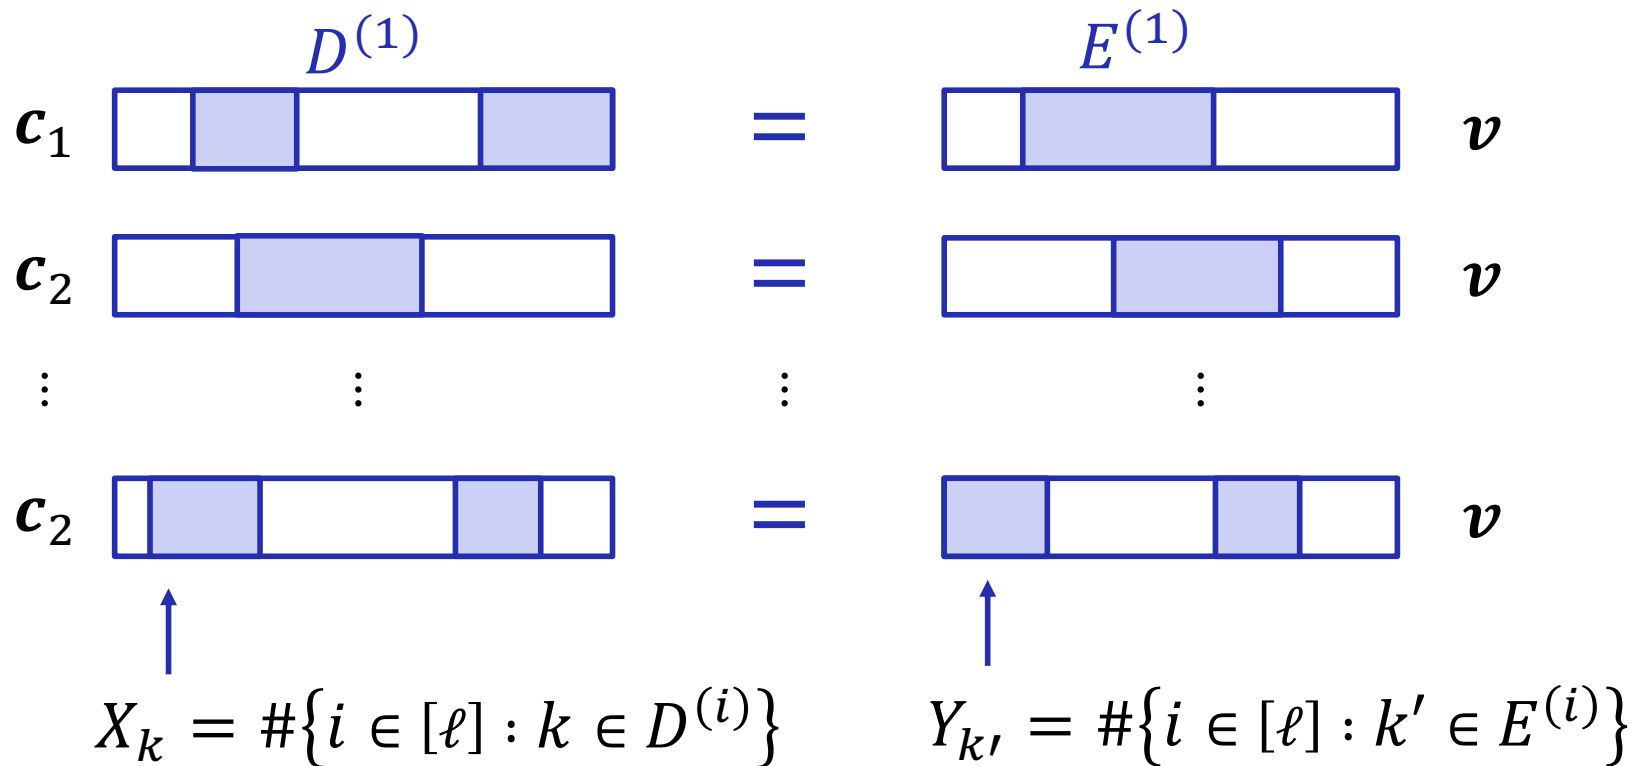 D^(1) E^(1)
c_1 = v
c_2 = v
⋮ ⋮ ⋮ ⋮
c_2 = v
X_k = #{i ∈ [ℓ] : k ∈ D^(i)} Y_k′ = #{i ∈ [ℓ] : k′ ∈ E^(i)}